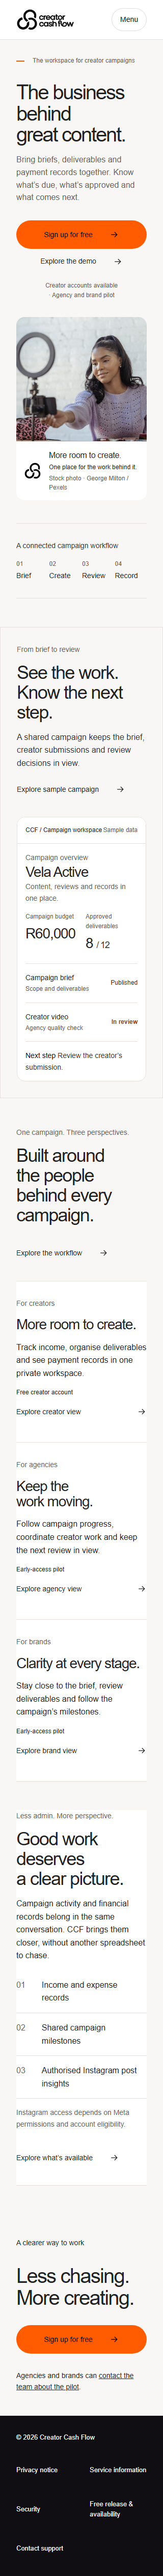 creator
cash flow
Menu
The workspace for creator campaigns
The business
behind
great content.
Bring briefs, deliverables and
payment records together. Know
what's due, what's approved and
what comes next.
Sign up for free →
Explore the demo →
Creator accounts available
· Agency and brand pilot
More room to create.
One place for the work behind it.
Stock photo · George Milton /
Pexels
A connected campaign workflow
01 02 03 04
Brief Create Review Record
From brief to review
See the work.
Know the next
step.
A shared campaign keeps the brief,
creator submissions and review
decisions in view.
Explore sample campaign →
CCF / Campaign workspace Sample data
Campaign overview
Vela Active
Content, reviews and records in
one place.
Campaign budget
R60,000
Approved
deliverables
8 / 12
Campaign brief
Scope and deliverables
Published
Creator video
Agency quality check
In review
Next step Review the creator's
submission.
One campaign. Three perspectives.
Built around
the people
behind every
campaign.
Explore the workflow →
For creators
More room to create.
Track income, organise deliverables
and see payment records in one
private workspace.
Free creator account
Explore creator view →
For agencies
Keep the
work moving.
Follow campaign progress,
coordinate creator work and keep
the next review in view.
Early-access pilot
Explore agency view →
For brands
Clarity at every stage.
Stay close to the brief, review
deliverables and follow the
campaign's milestones.
Early-access pilot
Explore brand view →
Less admin. More perspective.
Good work
deserves
a clear picture.
Campaign activity and financial
records belong in the same
conversation. CCF brings them
closer, without another spreadsheet
to chase.
01 Income and expense
records
02 Shared campaign
milestones
03 Authorised Instagram post
insights
Instagram access depends on Meta
permissions and account eligibility.
Explore what's available →
A clearer way to work
Less chasing.
More creating.
Sign up for free →
Agencies and brands can contact the
team about the pilot.
© 2026 Creator Cash Flow
Privacy notice
Service information
Security
Free release &
availability
Contact support